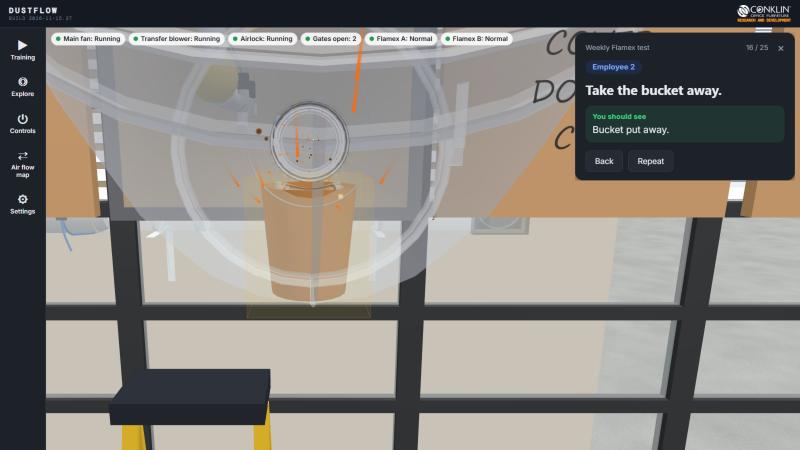 DUSTFLOW
BUILD 2026-11-15.27
CONKLIN
OFFICE FURNITURE
RESEARCH AND DEVELOPMENT
Training
Explore
Controls
Air flow
map
Settings
Main fan: Running
Transfer blower: Running
Airlock: Running
Gates open: 2
Flamex A: Normal
Flamex B: Normal
Weekly Flamex test
16 / 25
Employee 2
Take the bucket away.
You should see
Bucket put away.
Back
Repeat